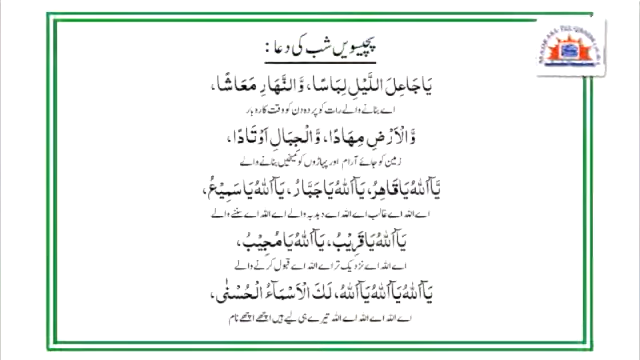 پچیسویں شب کی دعا:
يَا جَاعِلَ اللَّيْلِ لِبَاسًا، وَّالنَّهَارِ مَعَاشًا،
اے بنانے والے رات کو پردہ دن کو وقت کاروبار
وَّالْاَرْضِ مِهَادًا، وَّالْجِبَالِ اَوْتَادًا،
زمین کو جائے آرام اور پہاڑوں کو میخیں بنانے والے
يَّا اَللّٰهُ يَا قَاهِرُ، يَا اَللّٰهُ يَا جَبَّارُ، يَا اَللّٰهُ يَا سَمِيْعُ،
اے اللہ اے غالب اے اللہ اے دبدبہ والے اے اللہ اے سننے والے
يَا اَللّٰهُ يَا قَرِيْبُ، يَا اَللّٰهُ يَا مُجِيْبُ،
اے اللہ اے نزدیک تر اے اللہ اے قبول کرنے والے
يَا اَللّٰهُ يَا اَللّٰهُ يَا اَللّٰهُ، لَكَ الْاَسْمَاءُ الْحُسْنٰى،
اے اللہ اے اللہ اے اللہ تیرے ہی لیے ہیں اچھے اچھے نام